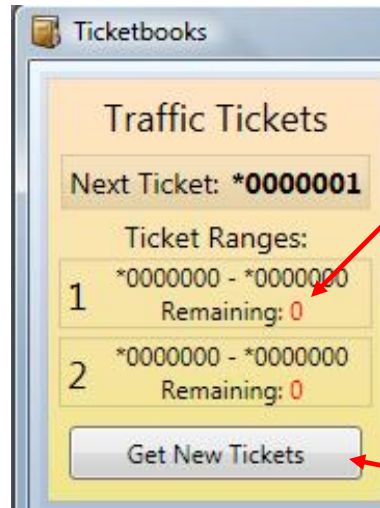 Ticketbooks
Traffic Tickets
Next Ticket: *0000001
Ticket Ranges:
1
*0000000 - *0000000
Remaining: 0
2
*0000000 - *0000000
Remaining: 0
Get New Tickets